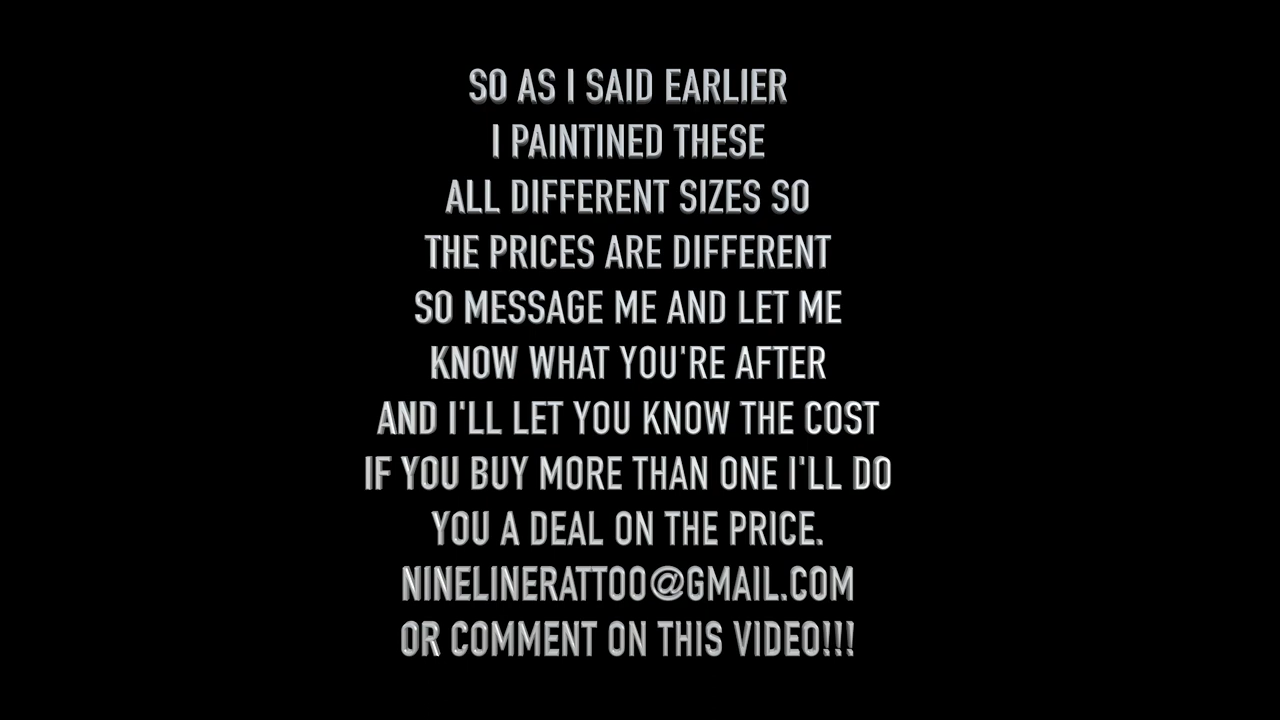 SO AS I SAID EARLIER
I PAINTINED THESE
ALL DIFFERENT SIZES SO
THE PRICES ARE DIFFERENT
SO MESSAGE ME AND LET ME
KNOW WHAT YOU'RE AFTER
AND I'LL LET YOU KNOW THE COST
IF YOU BUY MORE THAN ONE I'LL DO
YOU A DEAL ON THE PRICE.
NINELINERATTOO@GMAIL.COM
OR COMMENT ON THIS VIDEO!!!